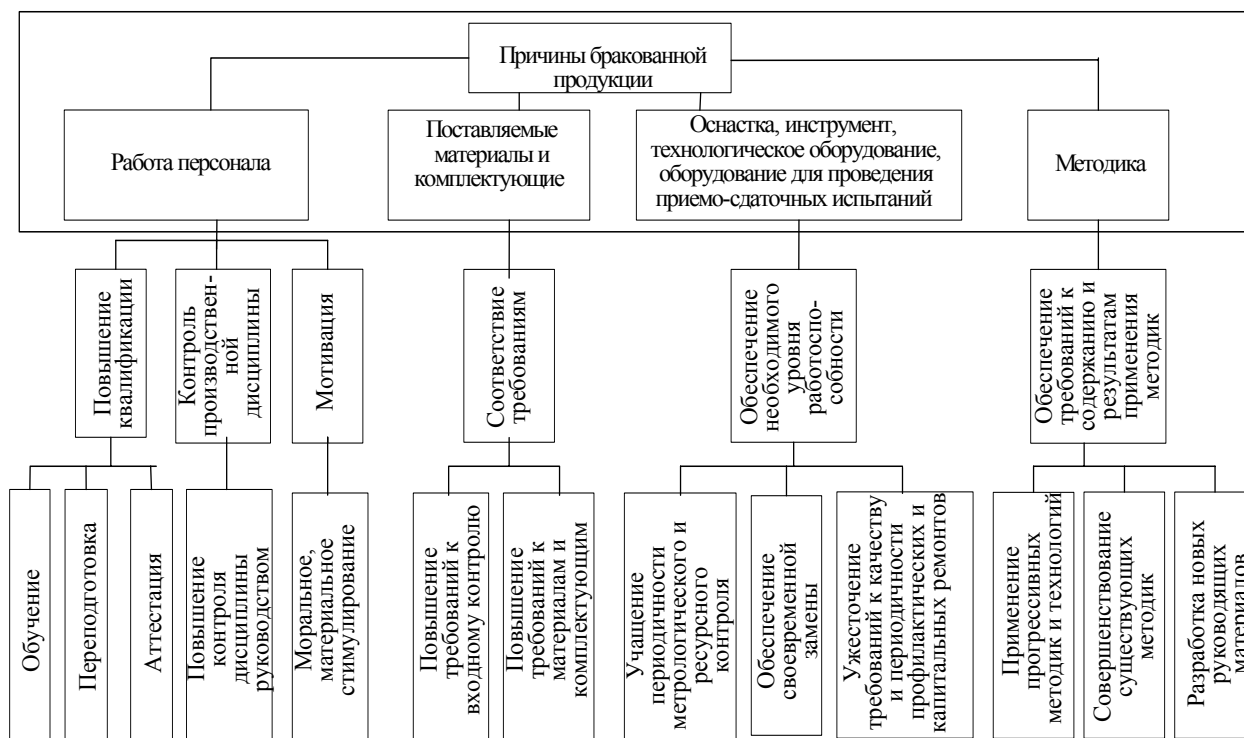 Причины бракованной
продукции
Работа персонала
Поставляемые
материалы и
комплектующие
Оснастка, инструмент,
технологическое оборудование,
оборудование для проведения
приемо-сдаточных испытаний
Методика
Повышение
квалификации
Контроль
производствен-
ной
дисциплины
Мотивация
Соответствие
требованиям
Обеспечение
необходимого
уровня
работоспо-
собности
Обеспечение
требований к
содержанию и
результатам
применения
методик
Обучение
Переподготовка
Аттестация
Повышение
контроля
дисциплины
руководством
Моральное,
материальное
стимулирование
Повышение
требований к
входному контролю
Повышение
требований к
материалам и
комплектующим
Учащение
периодичности
метрологического и
ресурсного
контроля
Обеспечение
своевременной
замены
Ужесточение
требований к качеству
и периодичности
профилактических и
капитальных ремонтов
Применение
прогрессивных
методик и технологий
Совершенствование
существующих
методик
Разработка новых
руководящих
материалов